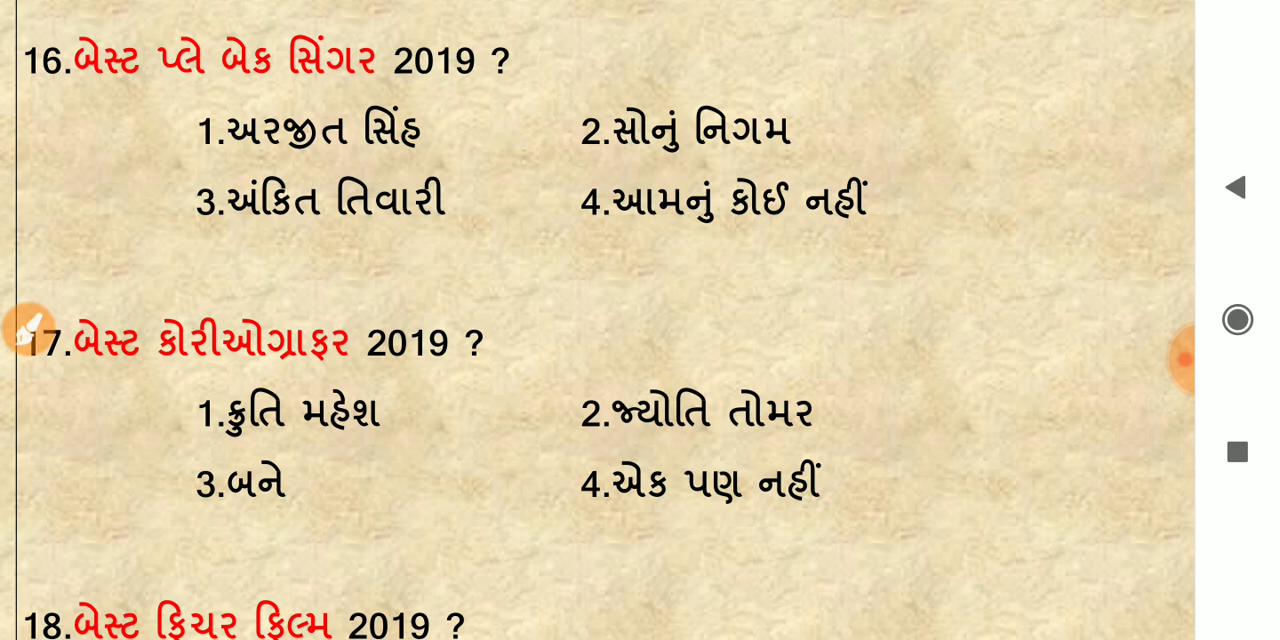 16.બેસ્ટ પ્લે બેક સિંગર 2019 ?
1.અરજીત સિંહ 2.સોનું નિગમ
3.અંકિત તિવારી 4.આમનું કોઈ નહીં
17.બેસ્ટ કોરીઓગ્રાફર 2019 ?
1.ક્રુતિ મહેશ 2.જ્યોતિ તોમર
3.બને 4.એક પણ નહીં
18.બેસ્ટ ફિચર ફિલ્મ 2019 ?